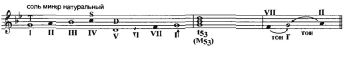 соль минор натуральный
T S D VII II
I II III IV V VI VII I t53 тон Г тон
(М53)